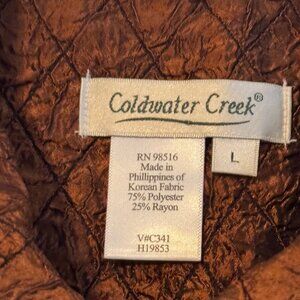 Coldwater Creek®
L
RN 98516
Made in
Phillippines of
Korean Fabric
75% Polyester
25% Rayon
V#C341
H19853